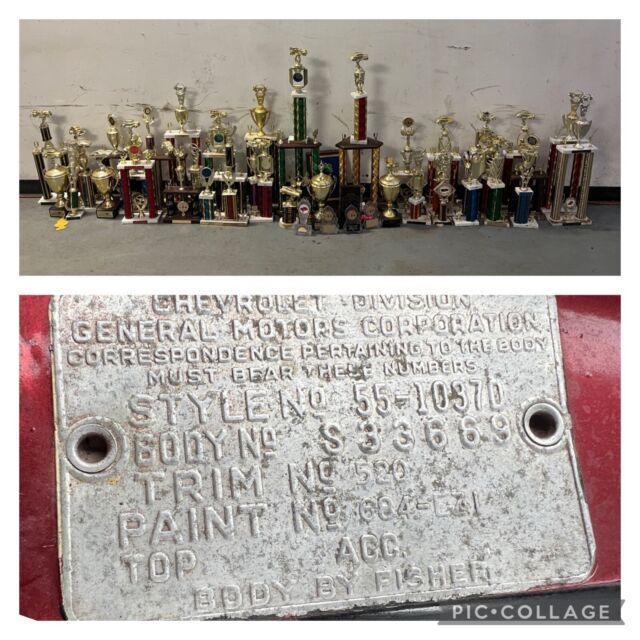 CHEVROLET DIVISION
GENERAL MOTORS CORPORATION
CORRESPONDENCE PERTAINING TO THE BODY
MUST BEAR THESE NUMBERS
STYLE Nº 55-1037D
BODY Nº S 33669
TRIM Nº 520
PAINT Nº
TOP ACC.
BODY BY FISHER
PIC•COLLAGE